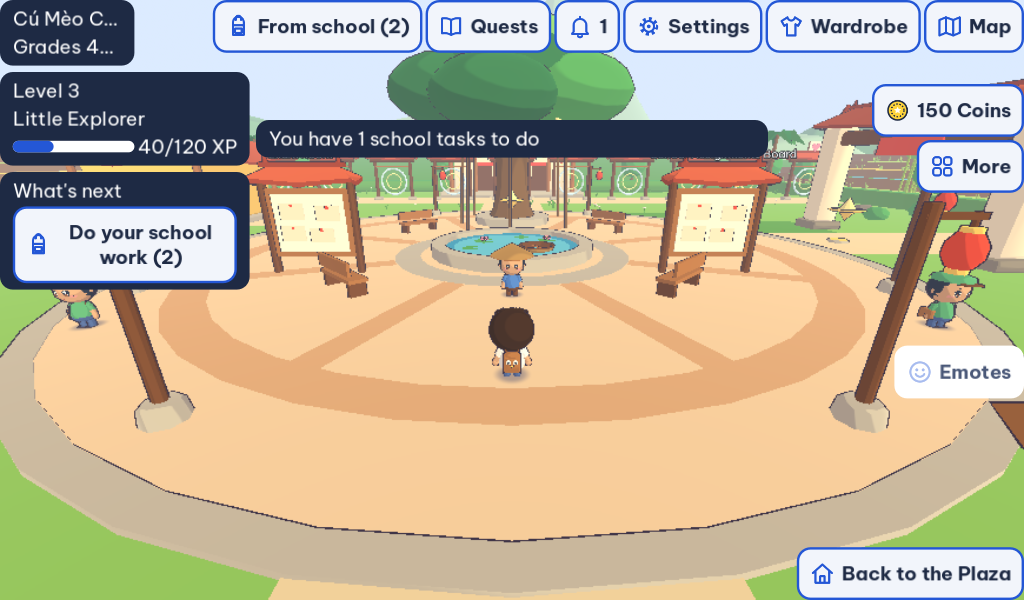 Cú Mèo C...
Grades 4...
From school (2)
Quests
1
Settings
Wardrobe
Map
Level 3
Little Explorer
40/120 XP
150 Coins
You have 1 school tasks to do
Board
More
What's next
Do your school
work (2)
Emotes
Back to the Plaza